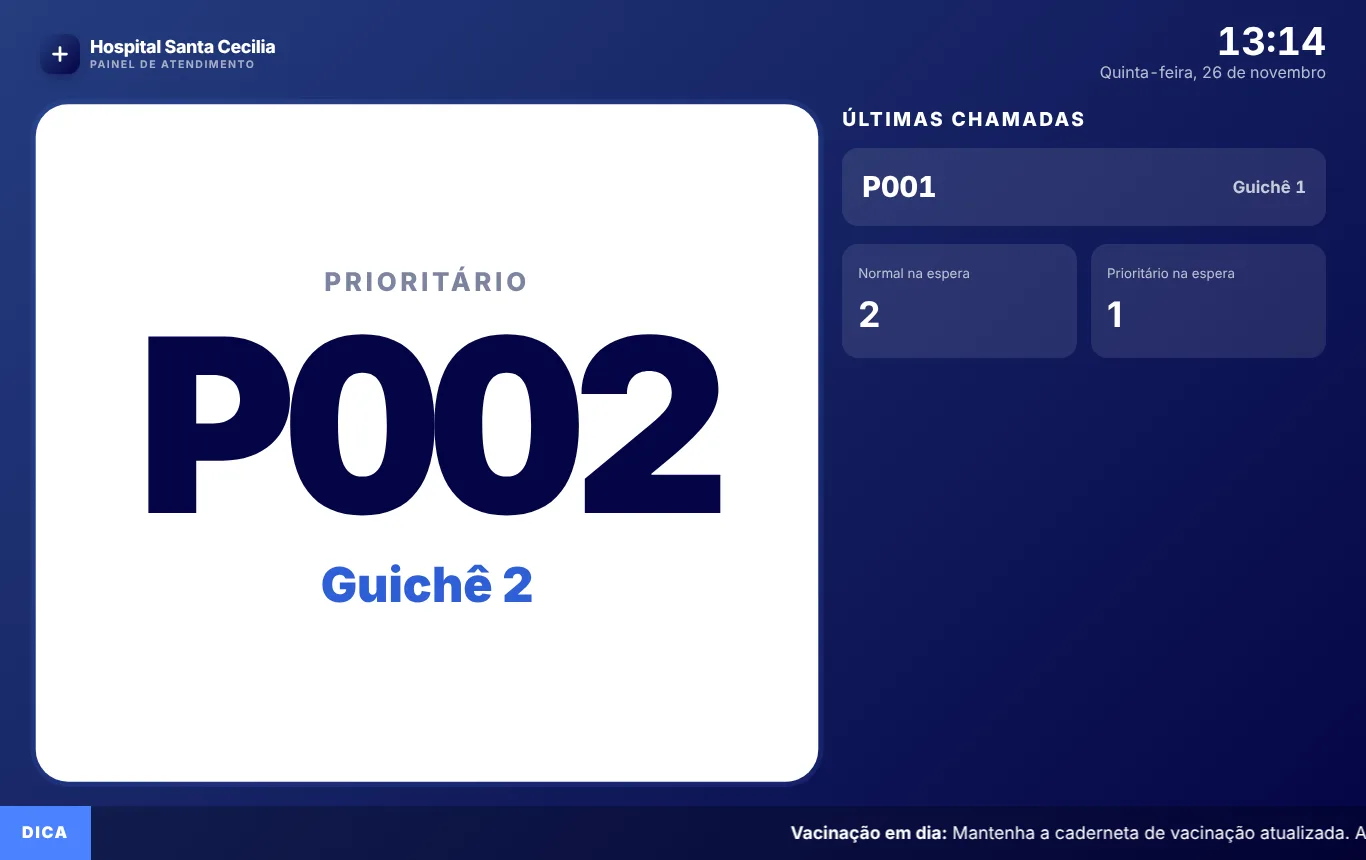 Hospital Santa Cecilia
PAINEL DE ATENDIMENTO
13:14
Quinta-feira, 26 de novembro
PRIORITÁRIO
P002
Guichê 2
ÚLTIMAS CHAMADAS
P001
Guichê 1
Normal na espera
2
Prioritário na espera
1
DICA
Vacinação em dia: Mantenha a caderneta de vacinação atualizada. A